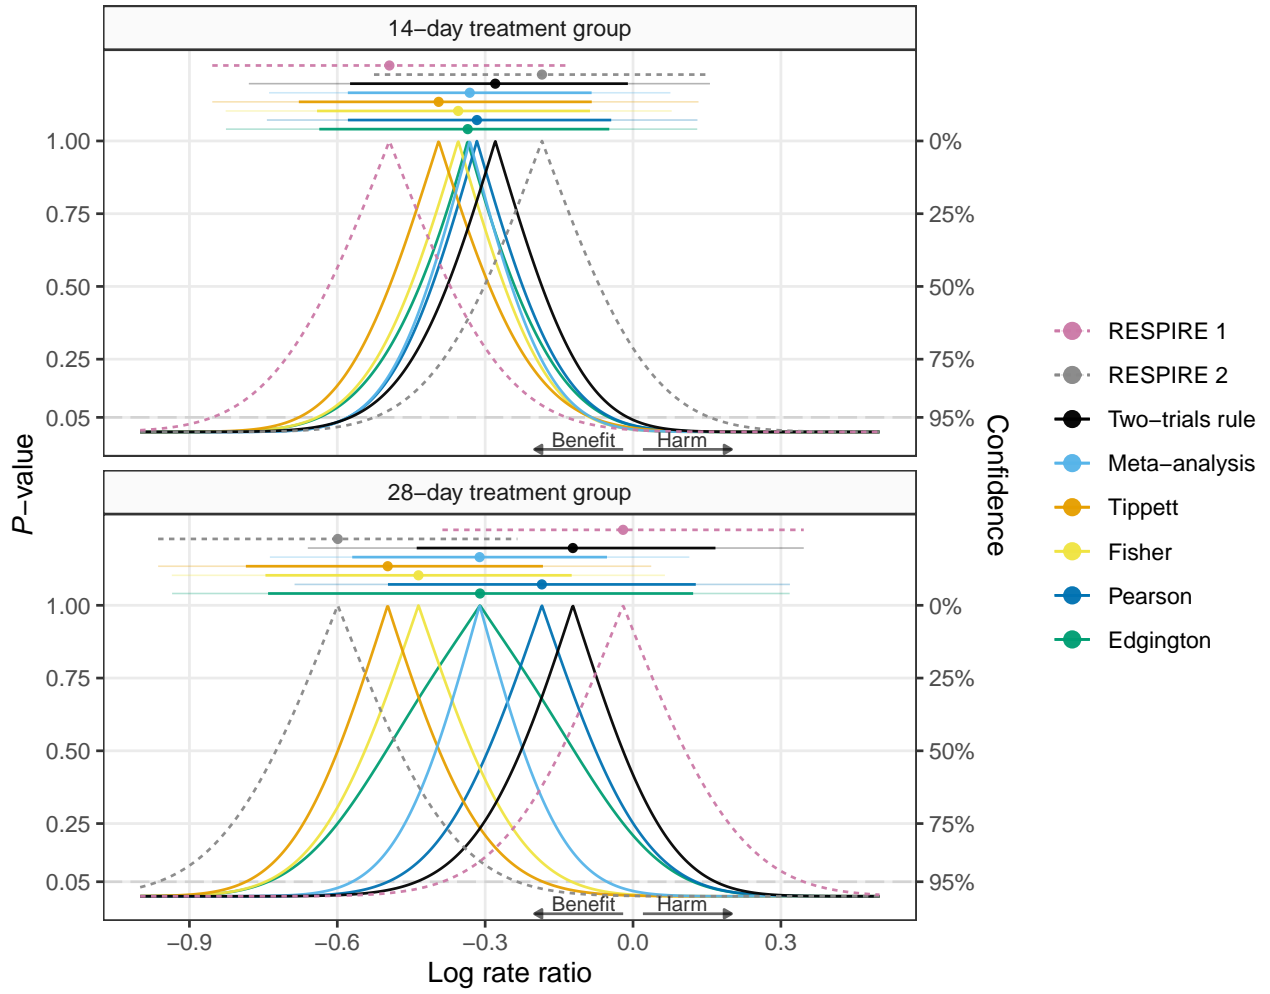 14−day treatment group
1.00
0.75
0.50
0.25
0.05
0%
25%
50%
75%
95%
Benefit
Harm
28−day treatment group
1.00
0.75
0.50
0.25
0.05
0%
25%
50%
75%
95%
Benefit
Harm
−0.9
−0.6
−0.3
0.0
0.3
Log rate ratio
P−value
Confidence
RESPIRE 1
RESPIRE 2
Two−trials rule
Meta−analysis
Tippett
Fisher
Pearson
Edgington